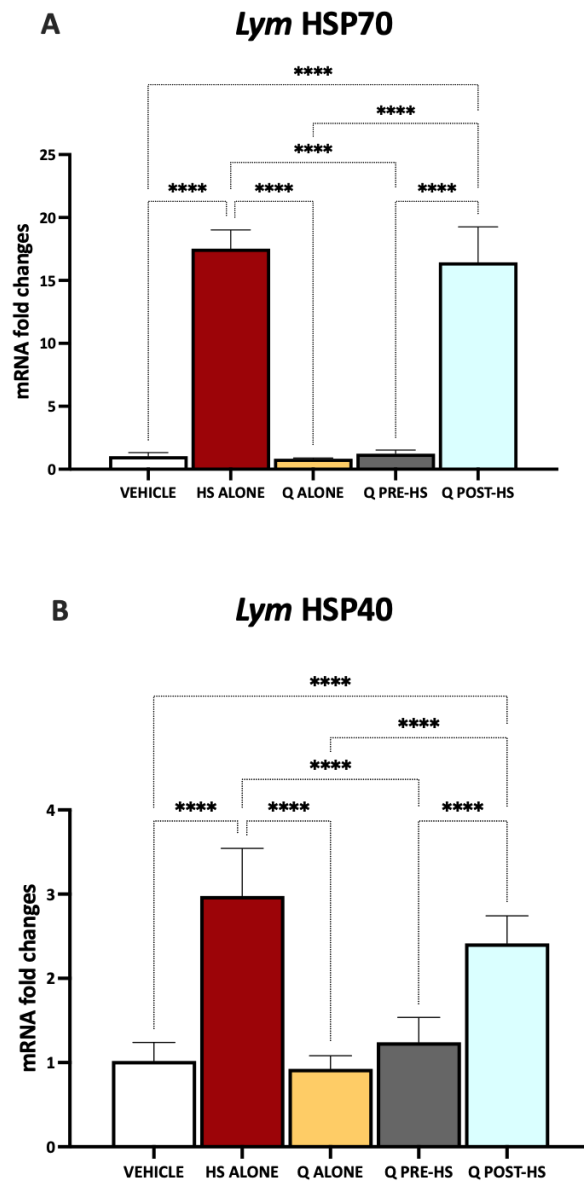 A
Lym HSP70
****
****
****
**** **** ****
mRNA fold changes
25
20
15
10
5
0
VEHICLE HS ALONE Q ALONE Q PRE-HS Q POST-HS
B
Lym HSP40
****
****
****
**** **** ****
mRNA fold changes
4
3
2
1
0
VEHICLE HS ALONE Q ALONE Q PRE-HS Q POST-HS